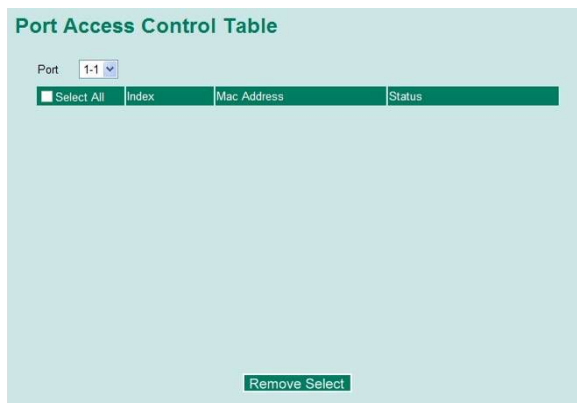 Port Access Control Table
Port 1-1
Select All Index Mac Address Status
Remove Select